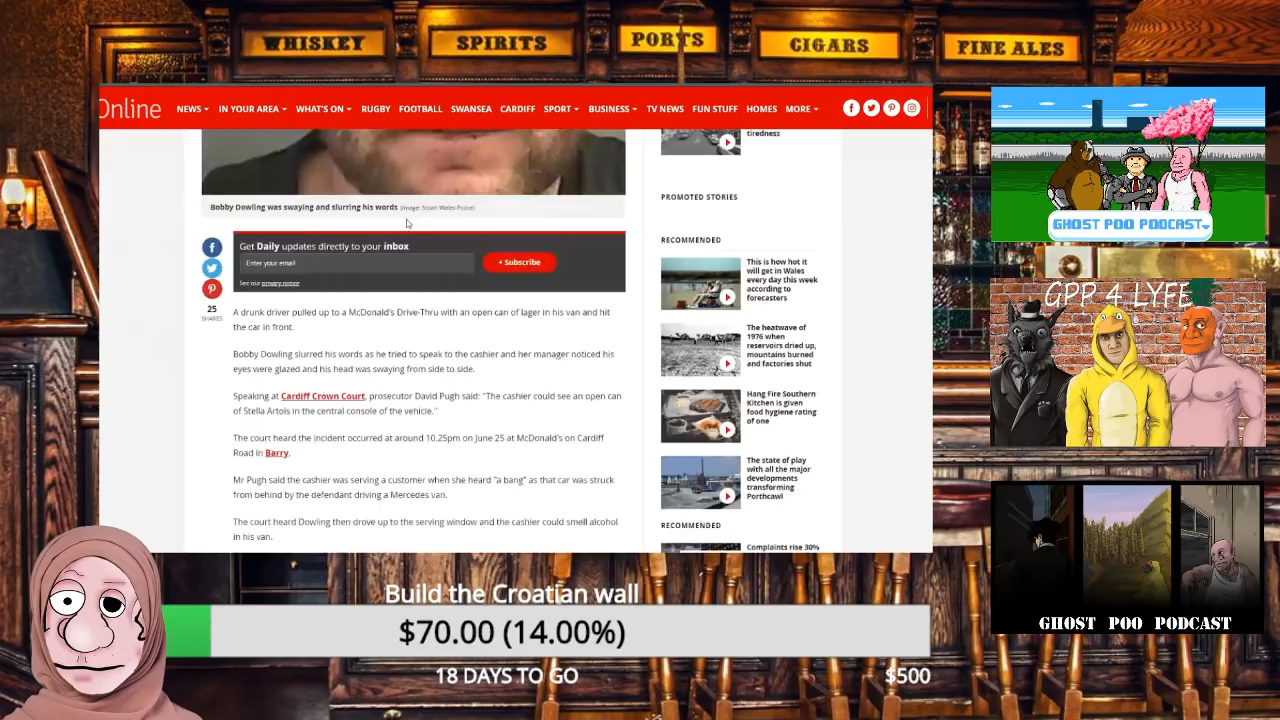 WHISKEY
SPIRITS
PORTS
CIGARS
FINE ALES
Online
NEWS
IN YOUR AREA
WHAT'S ON
RUGBY
FOOTBALL
SWANSEA
CARDIFF
SPORT
BUSINESS
TV NEWS
FUN STUFF
HOMES
MORE
tiredness
Bobby Dowling was swaying and slurring his words (Image: South Wales Police)
PROMOTED STORIES
Get Daily updates directly to your inbox
Enter your email
+ Subscribe
See our privacy notice
25
SHARES
A drunk driver pulled up to a McDonald's Drive-Thru with an open can of lager in his van and hit
the car in front.
Bobby Dowling slurred his words as he tried to speak to the cashier and her manager noticed his
eyes were glazed and his head was swaying from side to side.
Speaking at Cardiff Crown Court, prosecutor David Pugh said: "The cashier could see an open can
of Stella Artois in the central console of the vehicle."
The court heard the incident occurred at around 10.25pm on June 25 at McDonald's on Cardiff
Road in Barry.
Mr Pugh said the cashier was serving a customer when she heard "a bang" as that car was struck
from behind by the defendant driving a Mercedes van.
The court heard Dowling then drove up to the serving window and the cashier could smell alcohol
in his van.
RECOMMENDED
This is how hot it
will get in Wales
every day this week
according to
forecasters
The heatwave of
1976 when
reservoirs dried up,
mountains burned
and factories shut
Hang Fire Southern
Kitchen is given
food hygiene rating
of one
The state of play
with all the major
developments
transforming
Porthcawl
RECOMMENDED
Complaints rise 30%
GHOST POO PODCAST
GPP 4 LYFE
GHOST POO PODCAST
Build the Croatian wall
$70.00 (14.00%)
18 DAYS TO GO
$500